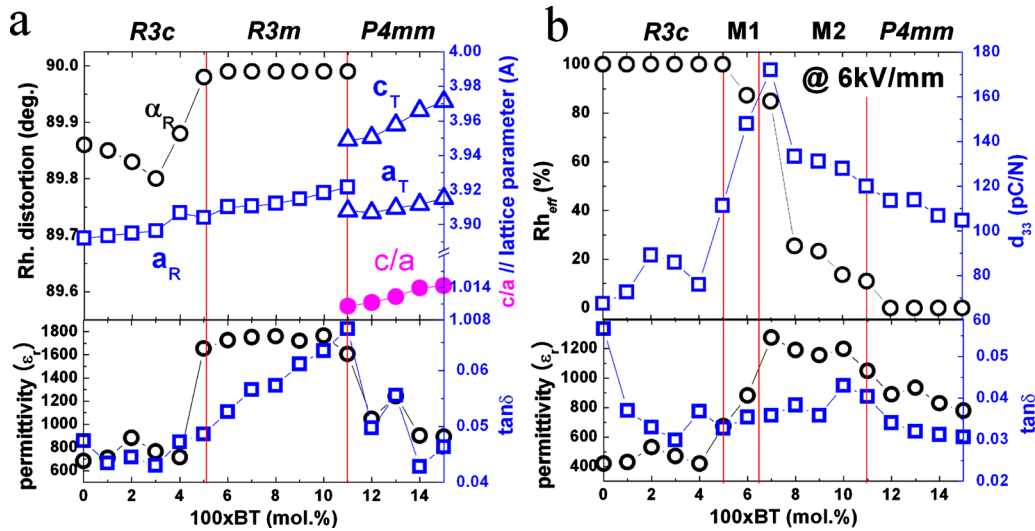 a
R3c R3m P4mm
Rh. distortion (deg.)
90.0
89.9
89.8
89.7
89.6
α_R
a_R
c_T
a_T
c/a
4.00
3.98
3.96
3.94
3.92
3.90
1.014
1.008
c/a // lattice parameter (A)
permittivity (ε_r)
1800
1600
1400
1200
1000
800
600
0.06
0.05
0.04
tanδ
0 2 4 6 8 10 12 14
100xBT (mol.%)
b
R3c M1 M2 P4mm
@ 6kV/mm
Rh_eff (%)
100
80
60
40
20
0
180
160
140
120
100
80
60
d_33 (pC/N)
permittivity (ε_r)
1200
1000
800
600
400
0.05
0.04
0.03
0.02
tanδ
0 2 4 6 8 10 12 14
100xBT (mol.%)